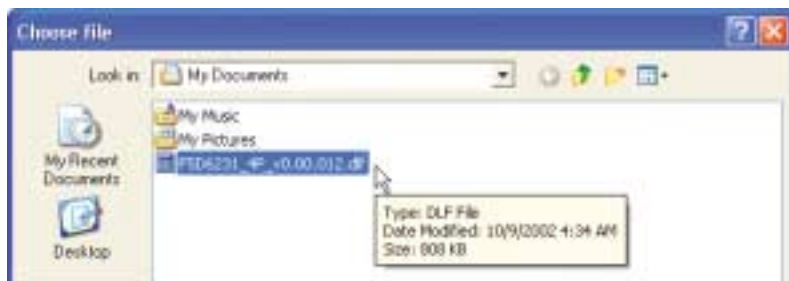 Choose file
Look in:
My Documents
My Music
My Pictures
My Recent
Documents
Desktop
Type: DLF File
Date Modified: 10/9/2002 4:34 AM
Size: 808 KB